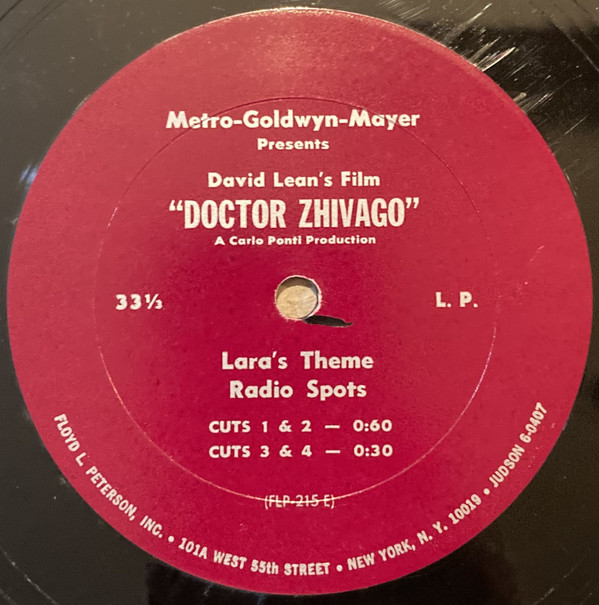 Metro-Goldwyn-Mayer
Presents
David Lean's Film
"DOCTOR ZHIVAGO"
A Carlo Ponti Production
33⅓
L. P.
Lara's Theme
Radio Spots
CUTS 1 & 2 — 0:60
CUTS 3 & 4 — 0:30
(FLP-215 E)
FLOYD L. PETERSON, INC. • 101A WEST 55th STREET • NEW YORK, N. Y. 10019 • JUDSON 6-0407